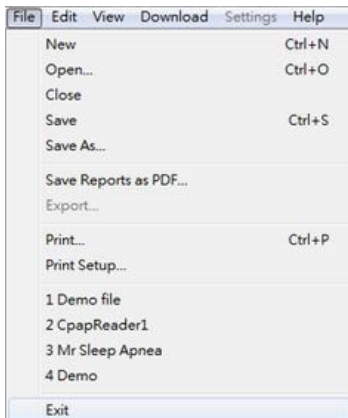 File Edit View Download Settings Help
New Ctrl+N
Open... Ctrl+O
Close
Save Ctrl+S
Save As...
Save Reports as PDF...
Export...
Print... Ctrl+P
Print Setup...
1 Demo file
2 CpapReader1
3 Mr Sleep Apnea
4 Demo
Exit